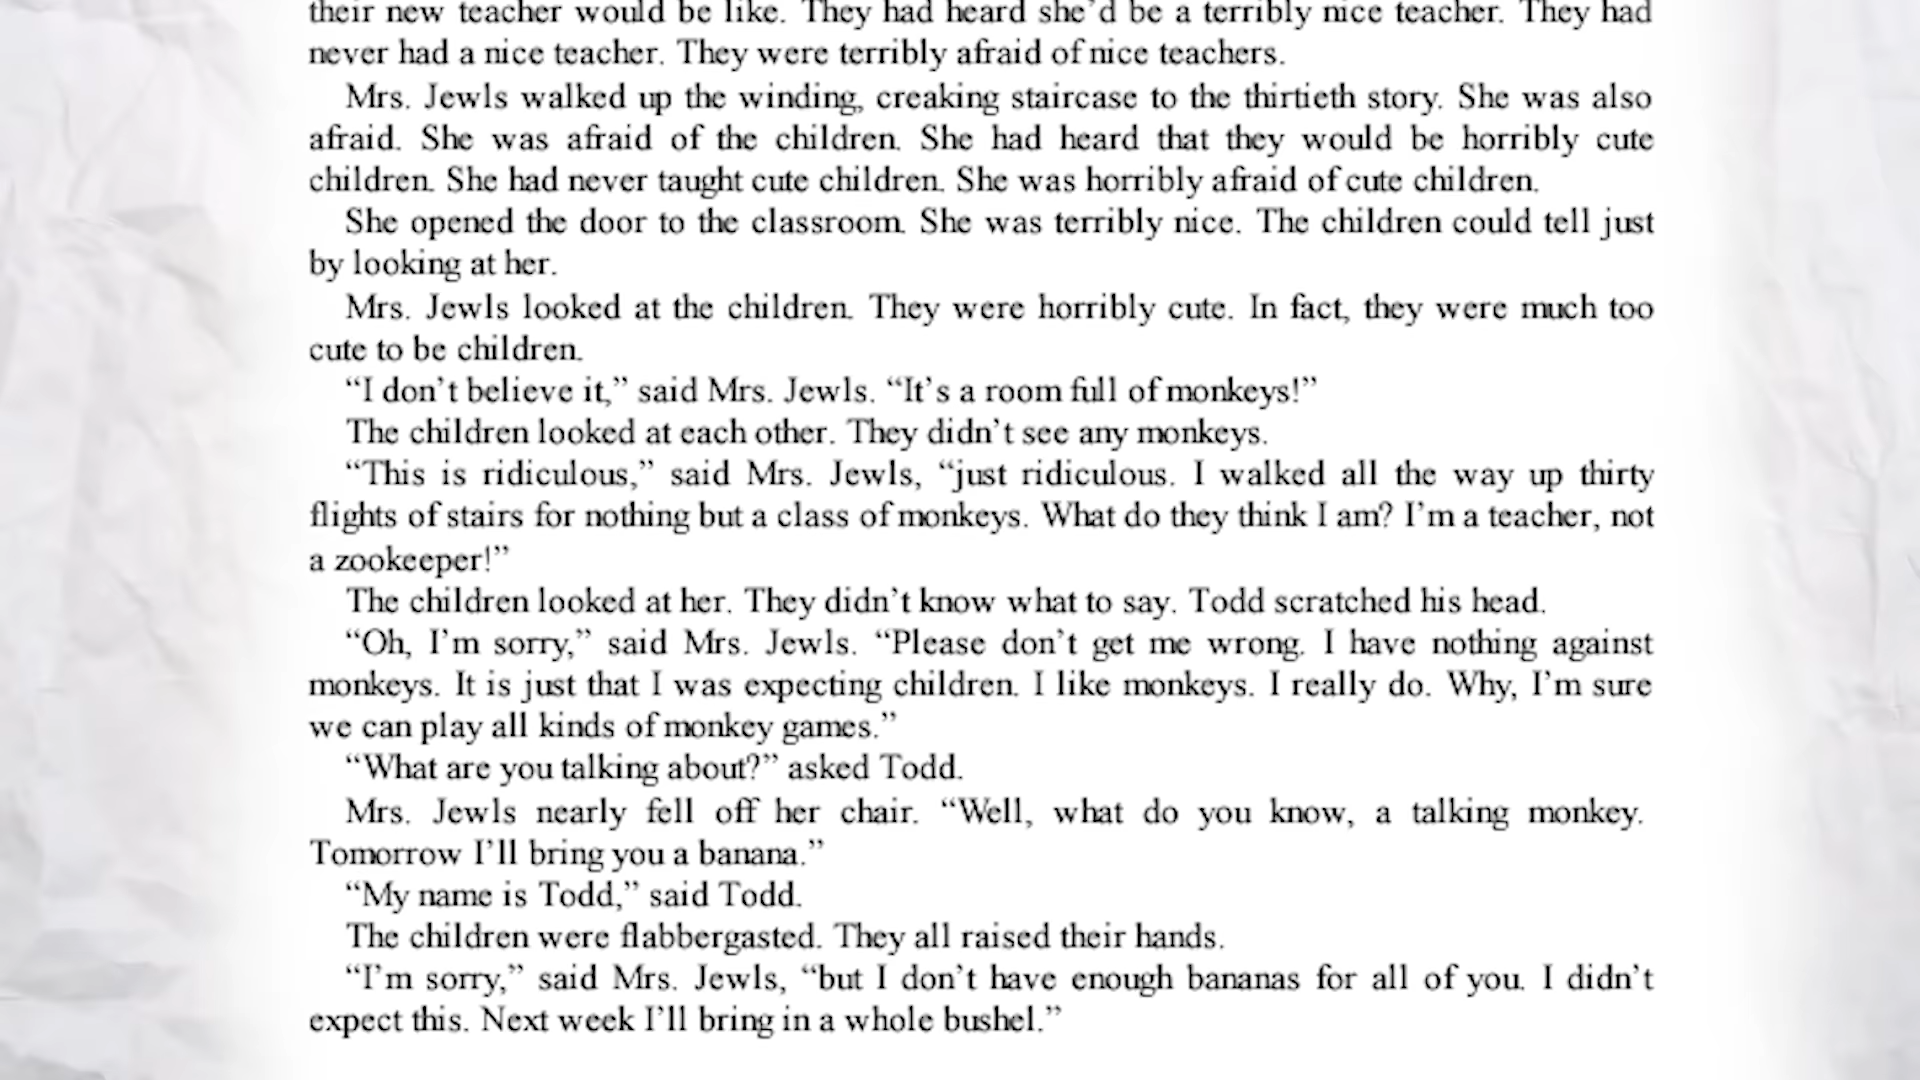 their new teacher would be like. They had heard she’d be a terribly nice teacher. They had
never had a nice teacher. They were terribly afraid of nice teachers.
Mrs. Jewls walked up the winding, creaking staircase to the thirtieth story. She was also
afraid. She was afraid of the children. She had heard that they would be horribly cute
children. She had never taught cute children. She was horribly afraid of cute children.
She opened the door to the classroom. She was terribly nice. The children could tell just
by looking at her.
Mrs. Jewls looked at the children. They were horribly cute. In fact, they were much too
cute to be children.
“I don’t believe it,” said Mrs. Jewls. “It’s a room full of monkeys!”
The children looked at each other. They didn’t see any monkeys.
“This is ridiculous,” said Mrs. Jewls, “just ridiculous. I walked all the way up thirty
flights of stairs for nothing but a class of monkeys. What do they think I am? I’m a teacher, not
a zookeeper!”
The children looked at her. They didn’t know what to say. Todd scratched his head.
“Oh, I’m sorry,” said Mrs. Jewls. “Please don’t get me wrong. I have nothing against
monkeys. It is just that I was expecting children. I like monkeys. I really do. Why, I’m sure
we can play all kinds of monkey games.”
“What are you talking about?” asked Todd.
Mrs. Jewls nearly fell off her chair. “Well, what do you know, a talking monkey.
Tomorrow I’ll bring you a banana.”
“My name is Todd,” said Todd.
The children were flabbergasted. They all raised their hands.
“I’m sorry,” said Mrs. Jewls, “but I don’t have enough bananas for all of you. I didn’t
expect this. Next week I’ll bring in a whole bushel.”